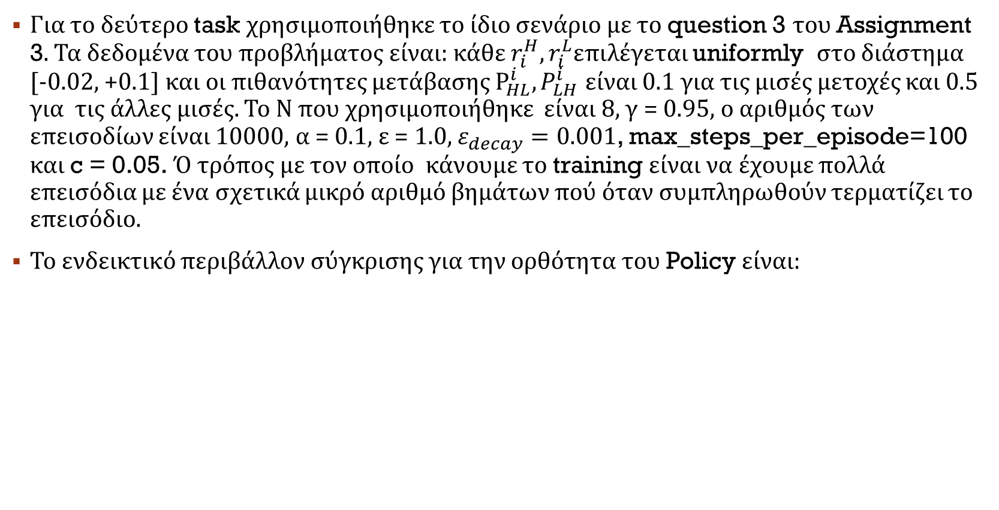 ▪ Για το δεύτερο task χρησιμοποιήθηκε το ίδιο σενάριο με το question 3 του Assignment
3. Τα δεδομένα του προβλήματος είναι: κάθε $r_i^H, r_i^L$επιλέγεται uniformly στο διάστημα
[-0.02, +0.1] και οι πιθανότητες μετάβασης $P_{HL}^i, P_{LH}^i$ είναι 0.1 για τις μισές μετοχές και 0.5
για τις άλλες μισές. Το N που χρησιμοποιήθηκε είναι 8, γ = 0.95, ο αριθμός των
επεισοδίων είναι 10000, α = 0.1, ε = 1.0, $ε_{decay}$ = 0.001, max_steps_per_episode=100
και c = 0.05. Ό τρόπος με τον οποίο κάνουμε το training είναι να έχουμε πολλά
επεισόδια με ένα σχετικά μικρό αριθμό βημάτων πού όταν συμπληρωθούν τερματίζει το
επεισόδιο.
▪ Το ενδεικτικό περιβάλλον σύγκρισης για την ορθότητα του Policy είναι: